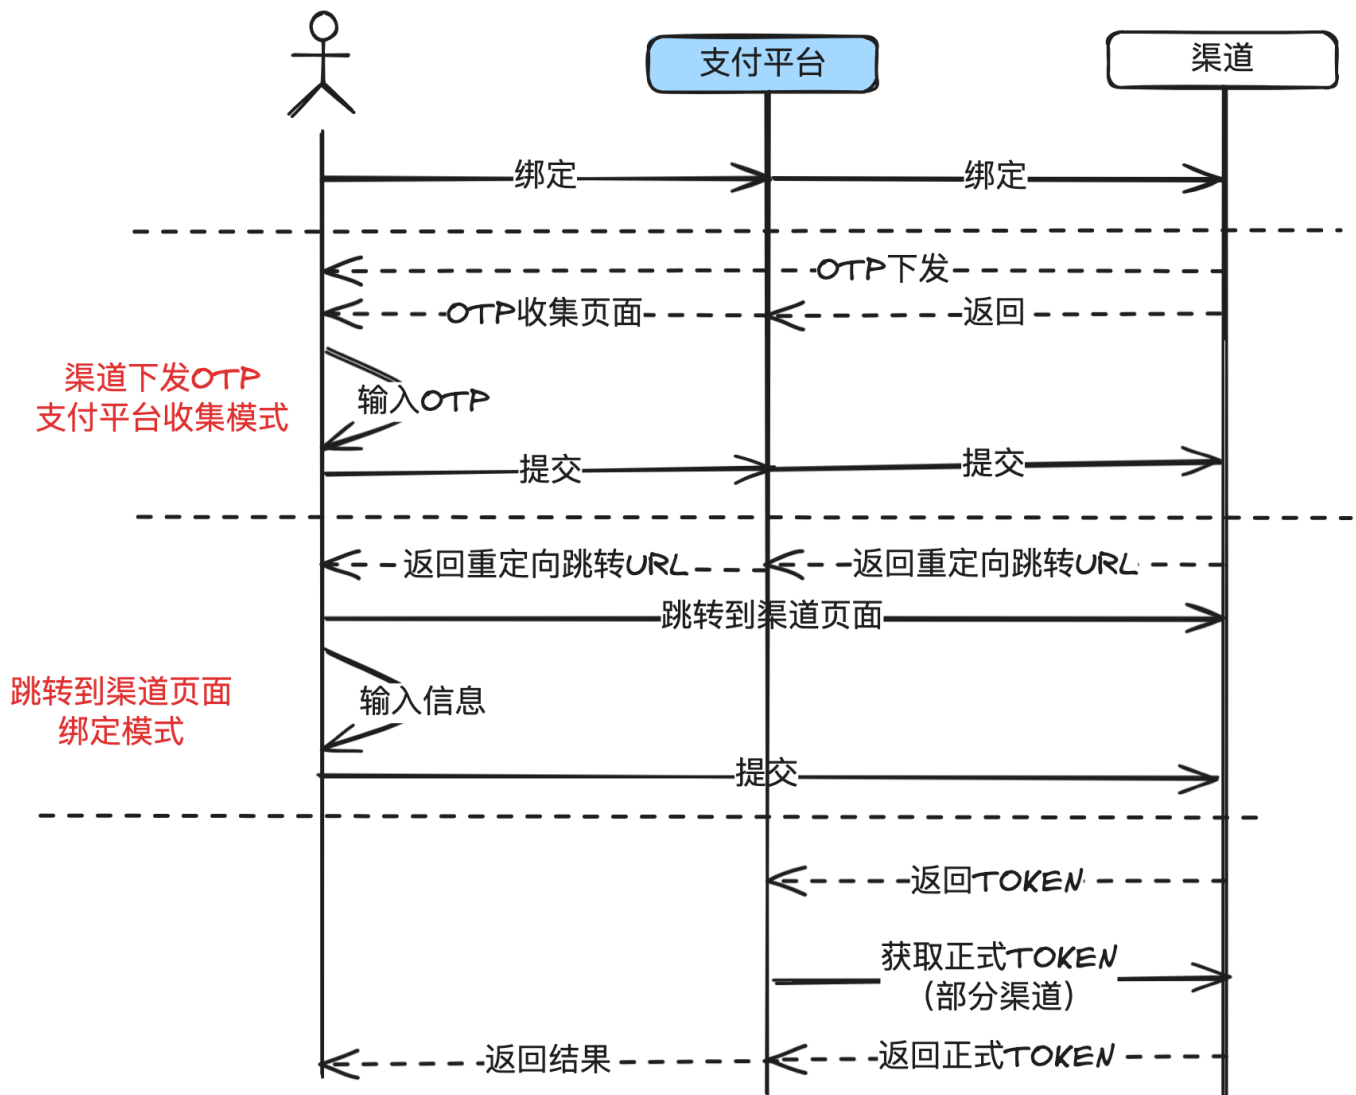 支付平台
渠道
绑定
绑定
OTP下发
OTP收集页面
返回
渠道下发OTP
支付平台收集模式
输入OTP
提交
提交
返回重定向跳转URL
返回重定向跳转URL
跳转到渠道页面
跳转到渠道页面
绑定模式
输入信息
提交
返回TOKEN
获取正式TOKEN
(部分渠道)
返回结果
返回正式TOKEN